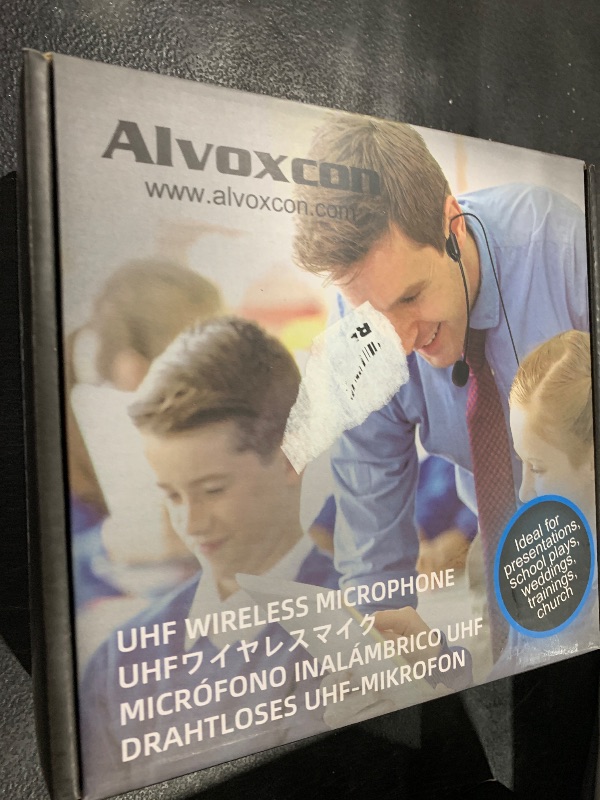 Alvoxcon
www.alvoxcon.com
Ideal for
presentations,
school plays,
weddings,
trainings,
church
UHF WIRELESS MICROPHONE
UHFワイヤレスマイク
MICRÓFONO INALÁMBRICO UHF
DRAHTLOSES UHF-MIKROFON